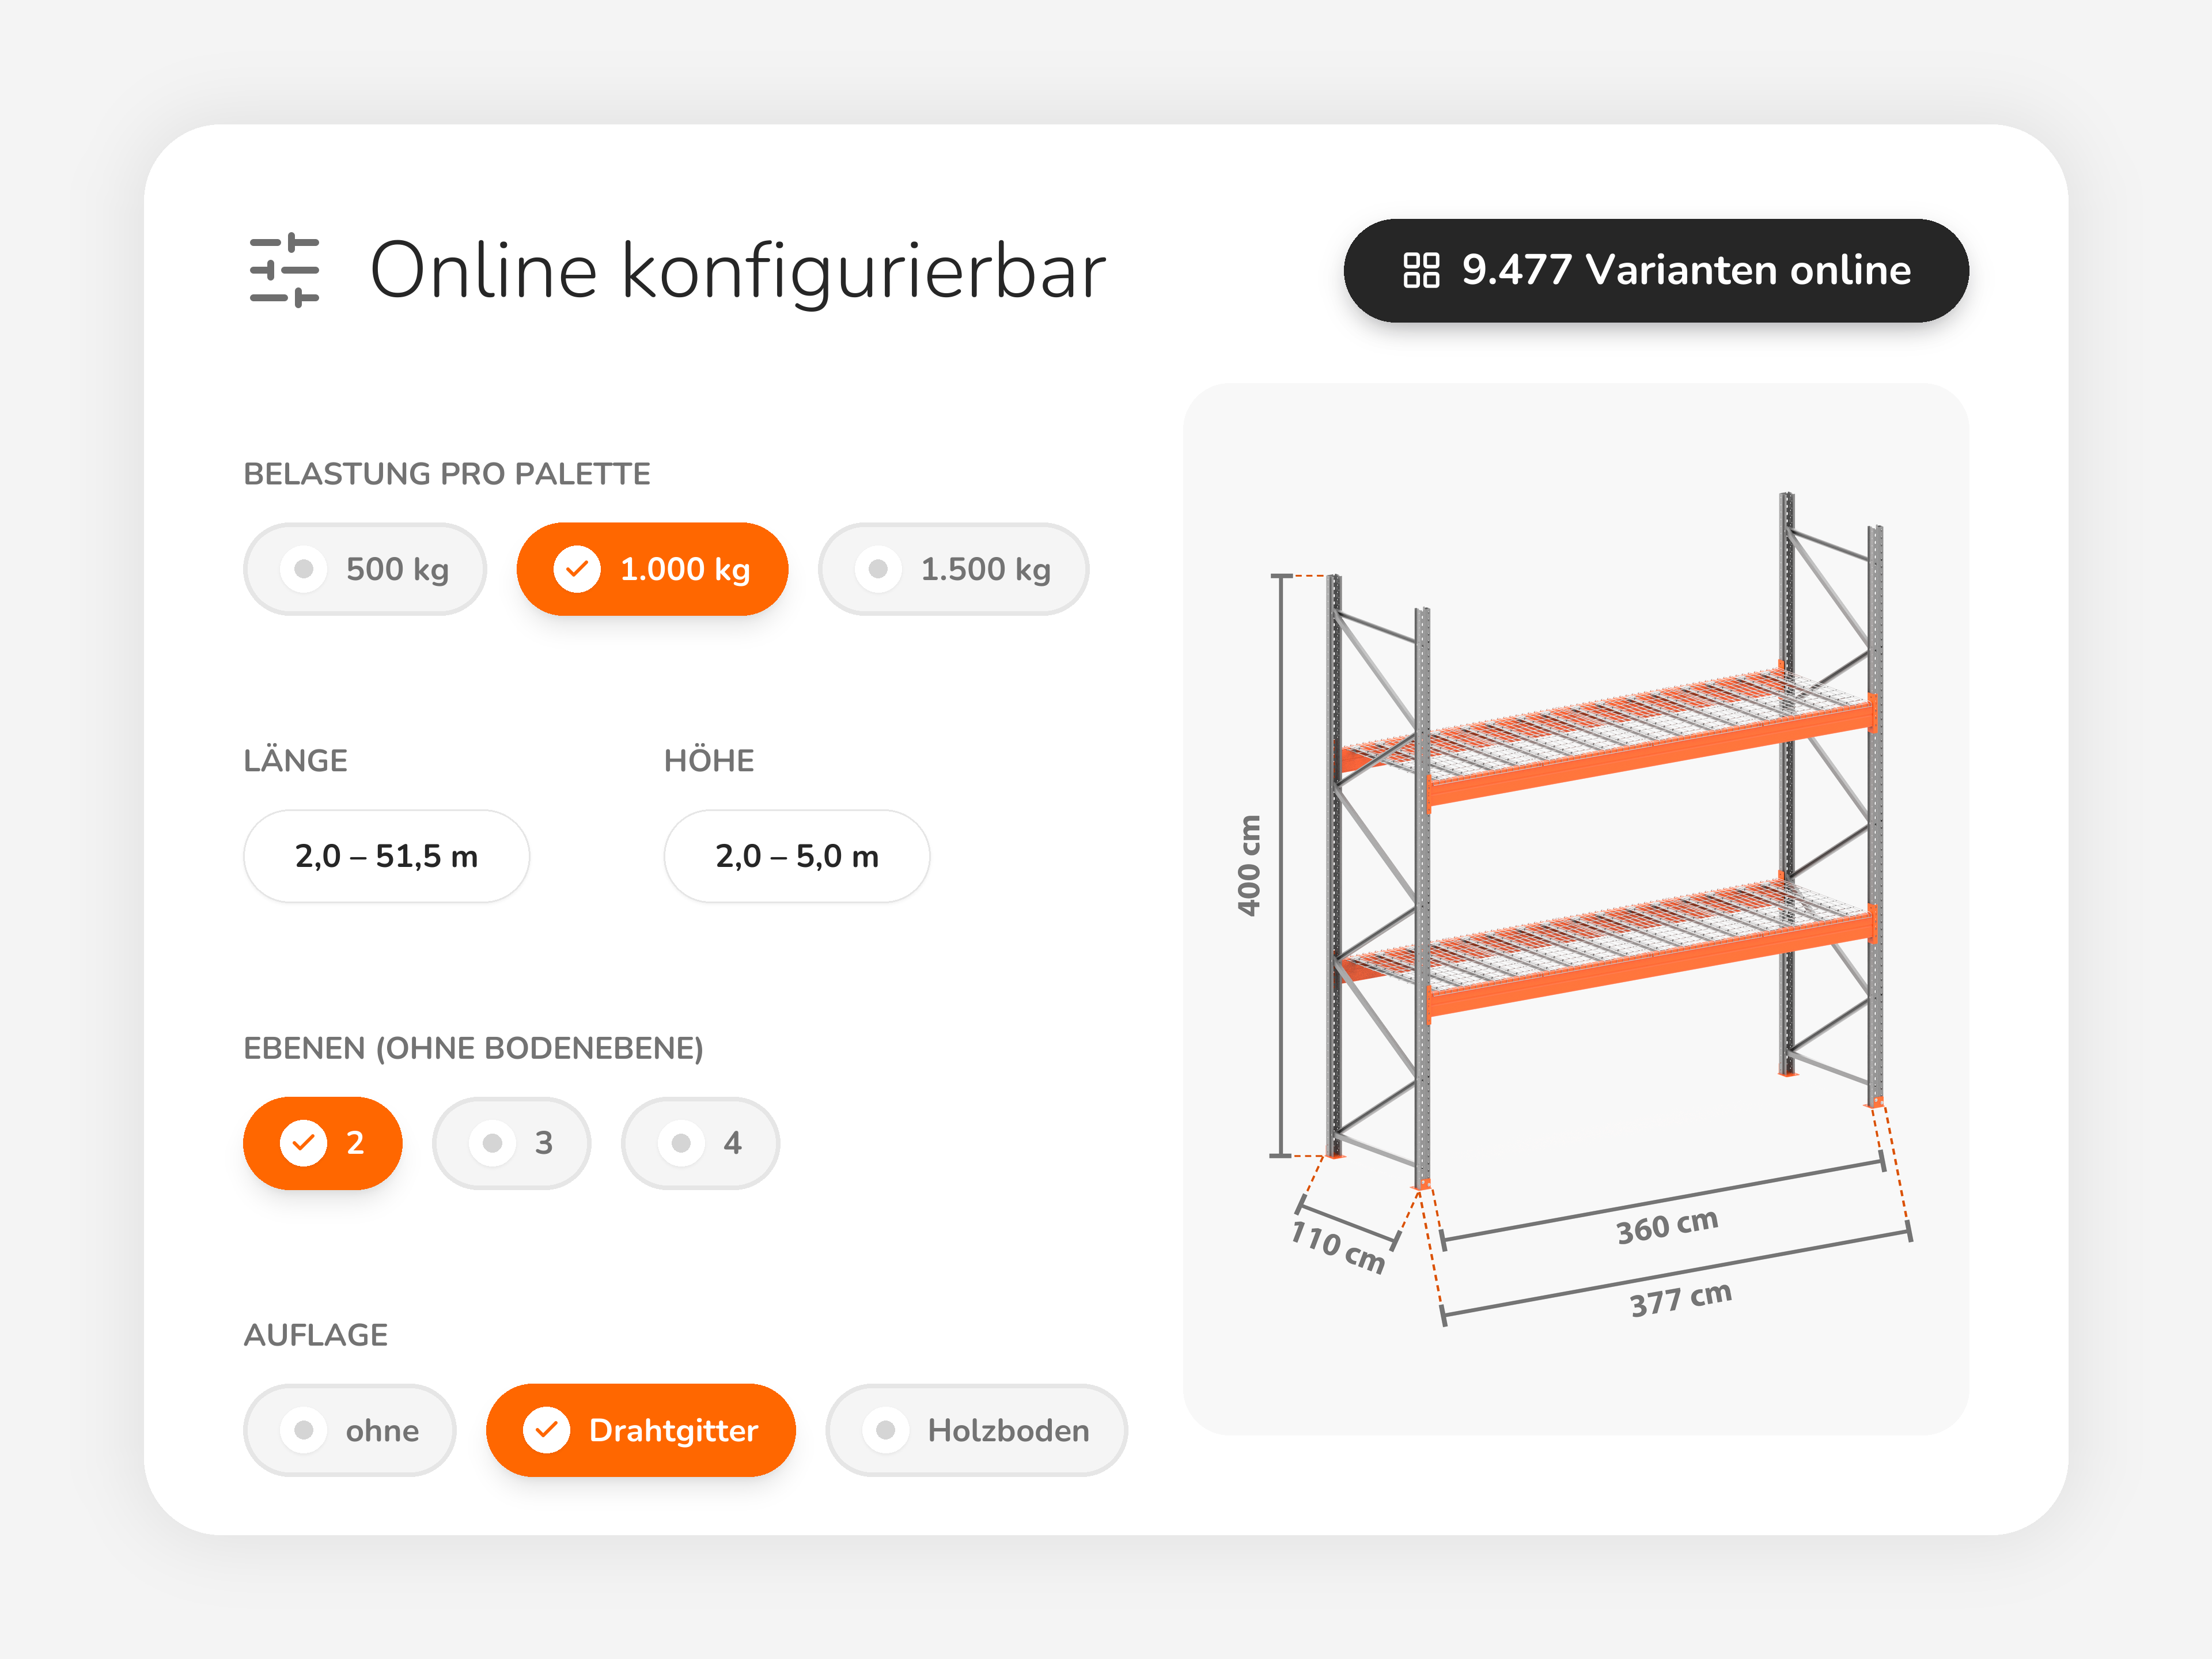 Online konfigurierbar
9.477 Varianten online
BELASTUNG PRO PALETTE
500 kg
1.000 kg
1.500 kg
LÄNGE
HÖHE
2,0 – 51,5 m
2,0 – 5,0 m
EBENEN (OHNE BODENEBENE)
2
3
4
AUFLAGE
ohne
Drahtgitter
Holzboden
400 cm
110 cm
360 cm
377 cm